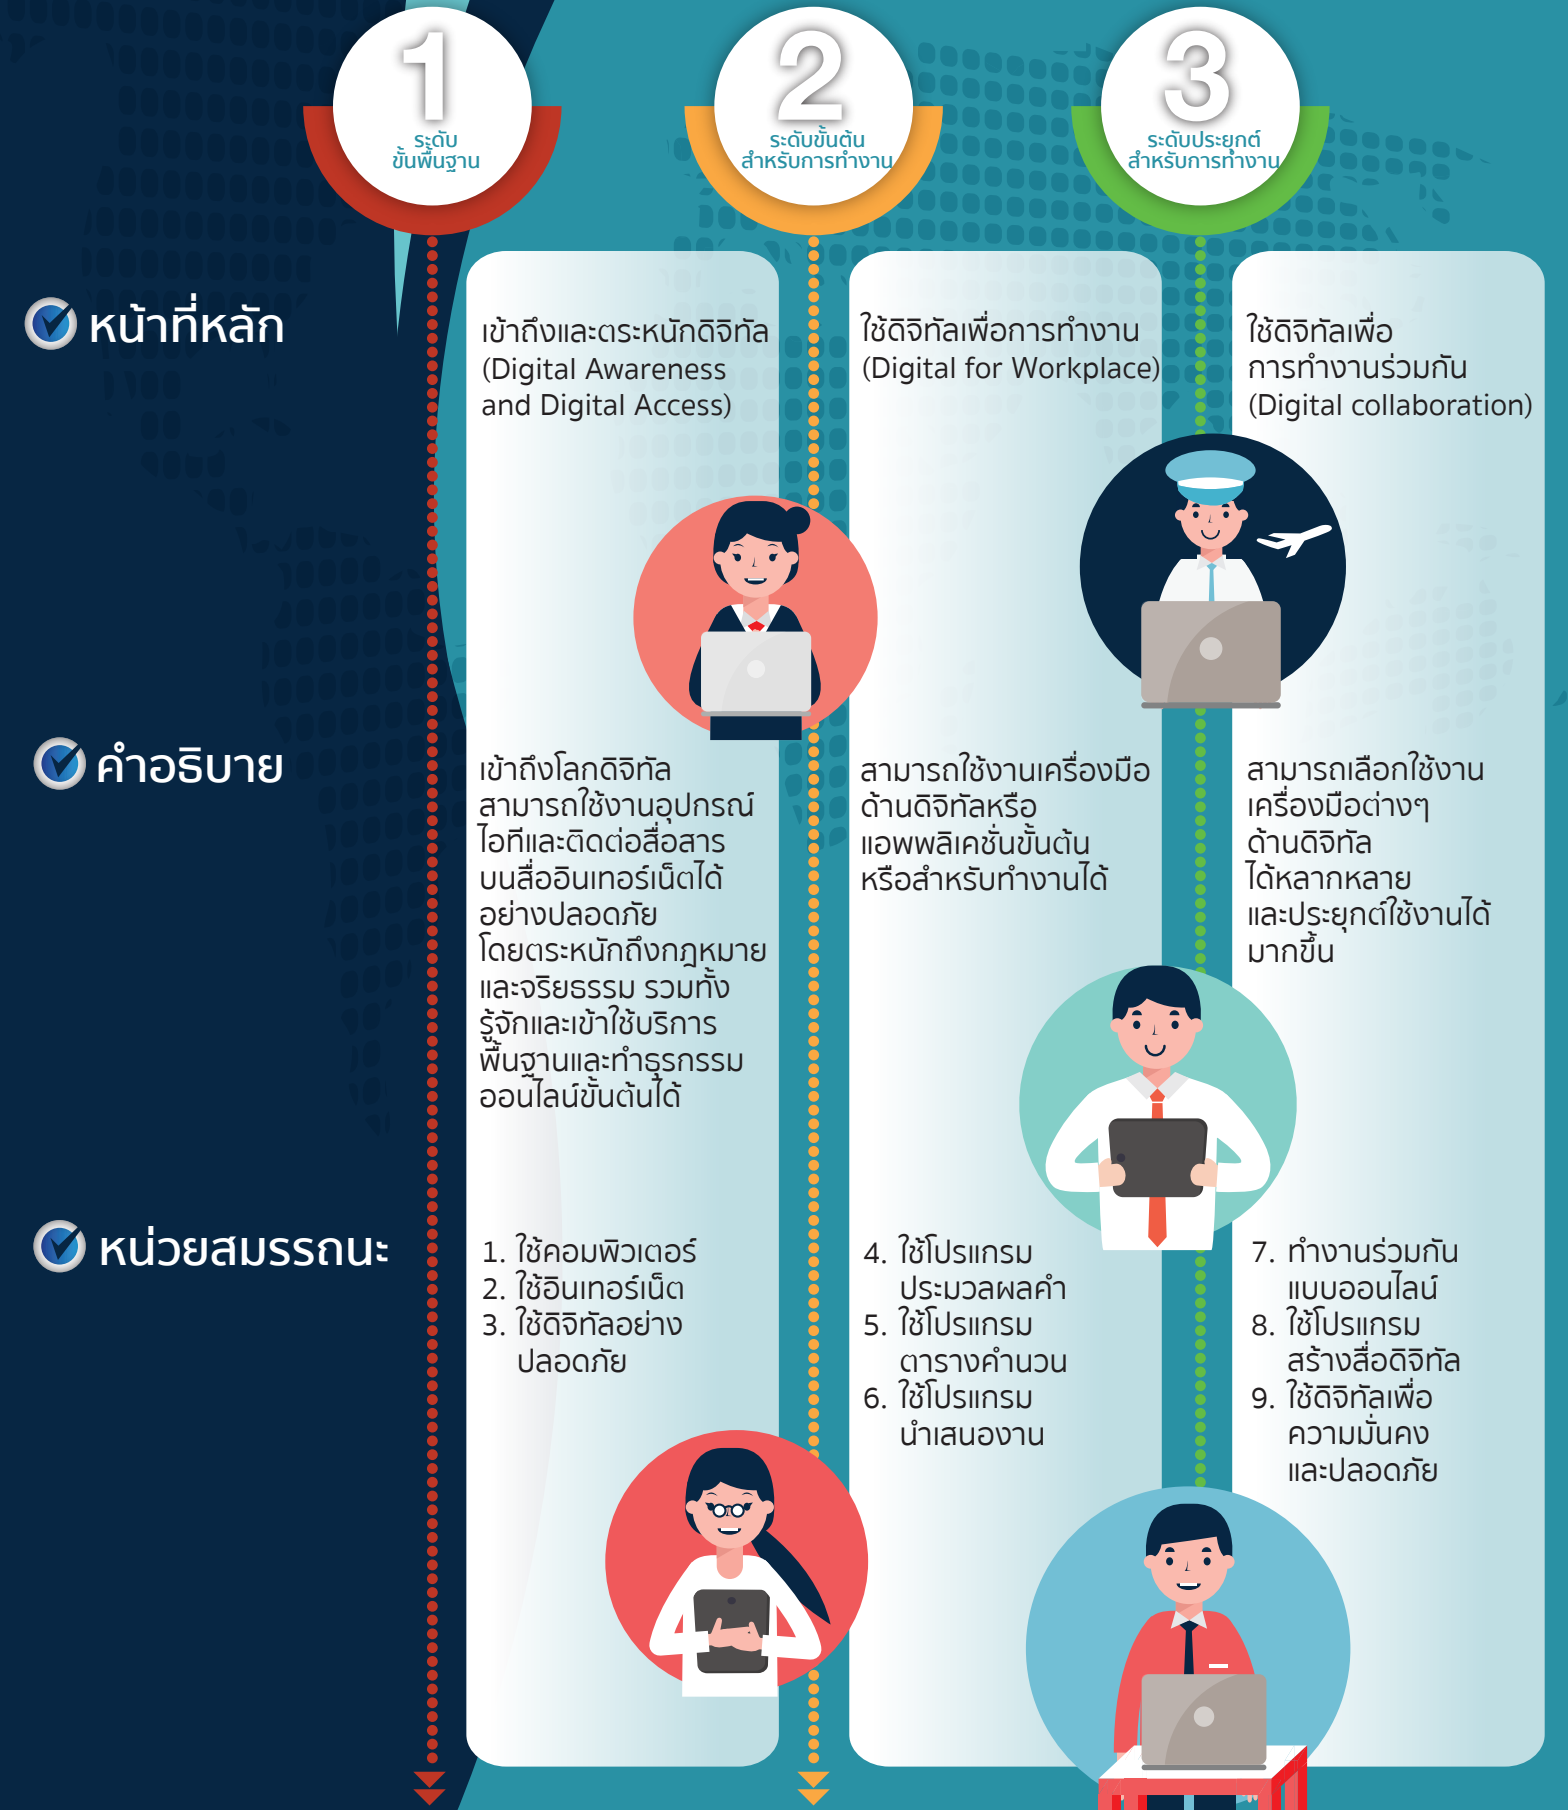 1
ระดับ
ขั้นพื้นฐาน
2
ระดับขั้นต้น
สำหรับการทำงาน
3
ระดับประยุกต์
สำหรับการทำงาน
หน้าที่หลัก
เข้าถึงและตระหนักดิจิทัล
(Digital Awareness
and Digital Access)
ใช้ดิจิทัลเพื่อการทำงาน
(Digital for Workplace)
ใช้ดิจิทัลเพื่อ
การทำงานร่วมกัน
(Digital collaboration)
คำอธิบาย
เข้าถึงโลกดิจิทัล
สามารถใช้งานอุปกรณ์
ไอทีและติดต่อสื่อสาร
บนสื่ออินเทอร์เน็ตได้
อย่างปลอดภัย
โดยตระหนักถึงกฎหมาย
และจริยธรรม รวมทั้ง
รู้จักและเข้าใช้บริการ
พื้นฐานและทำธุรกรรม
ออนไลน์ขั้นต้นได้
สามารถใช้งานเครื่องมือ
ด้านดิจิทัลหรือ
แอพพลิเคชั่นขั้นต้น
หรือสำหรับทำงานได้
สามารถเลือกใช้งาน
เครื่องมือต่างๆ
ด้านดิจิทัล
ได้หลากหลาย
และประยุกต์ใช้งานได้
มากขึ้น
หน่วยสมรรถนะ
1. ใช้คอมพิวเตอร์
2. ใช้อินเทอร์เน็ต
3. ใช้ดิจิทัลอย่าง
ปลอดภัย
4. ใช้โปรแกรม
ประมวลผลคำ
5. ใช้โปรแกรม
ตารางคำนวน
6. ใช้โปรแกรม
นำเสนองาน
7. ทำงานร่วมกัน
แบบออนไลน์
8. ใช้โปรแกรม
สร้างสื่อดิจิทัล
9. ใช้ดิจิทัลเพื่อ
ความมั่นคง
และปลอดภัย